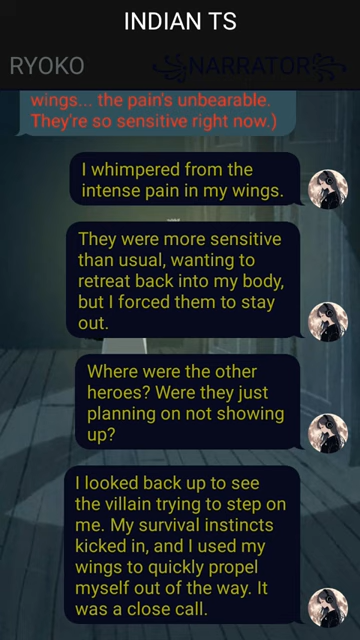 INDIAN TS
RYOKO
NARRATOR
wings... the pain's unbearable.
They're so sensitive right now.)
I whimpered from the
intense pain in my wings.
They were more sensitive
than usual, wanting to
retreat back into my body,
but I forced them to stay
out.
Where were the other
heroes? Were they just
planning on not showing
up?
I looked back up to see
the villain trying to step on
me. My survival instincts
kicked in, and I used my
wings to quickly propel
myself out of the way. It
was a close call.